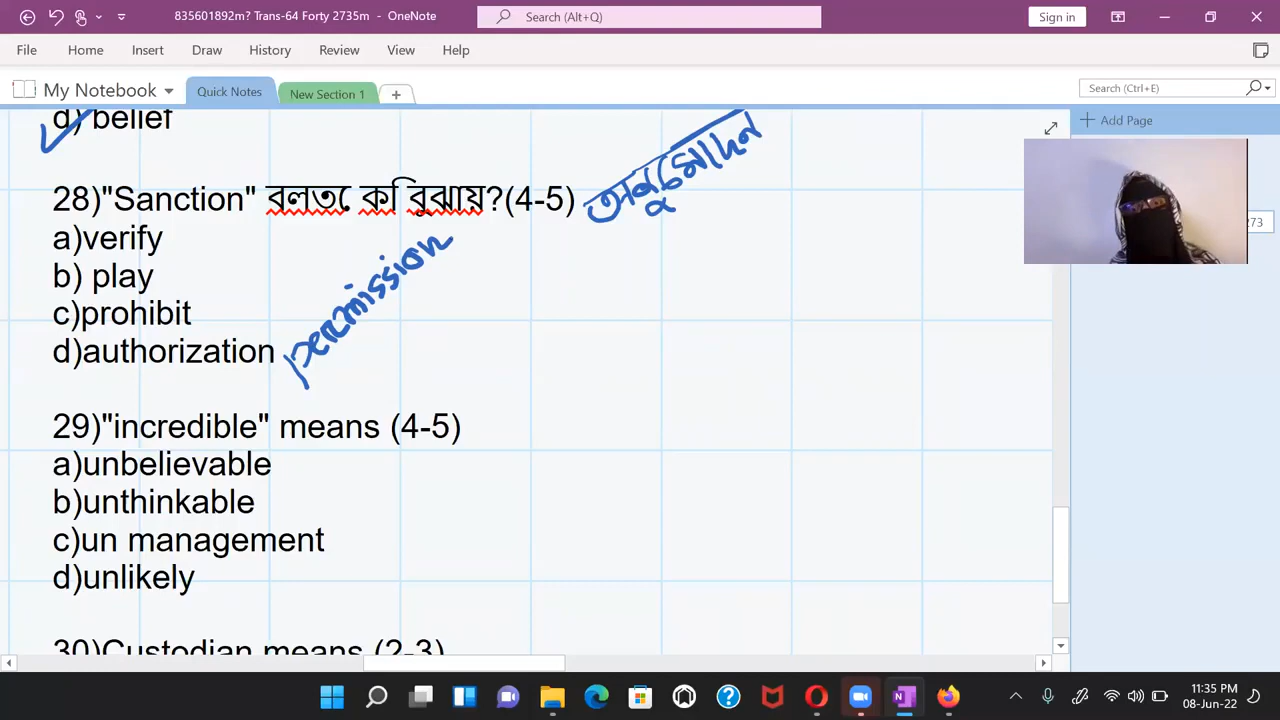 835601892m? Trans-64 Forty 2735m - OneNote
Search (Alt+Q)
Sign in
File Home Insert Draw History Review View Help
My Notebook Quick Notes New Section 1 +
Search (Ctrl+E)
Add Page
d) belief
28)"Sanction" বলতে কি বুঝায়?(4-5) অনুমোদন
a)verify
b) play
c)prohibit
d)authorization permission
29)"incredible" means (4-5)
a)unbelievable
b)unthinkable
c)un management
d)unlikely
30)Custodian means (2-3)
273
11:35 PM
08-Jun-22